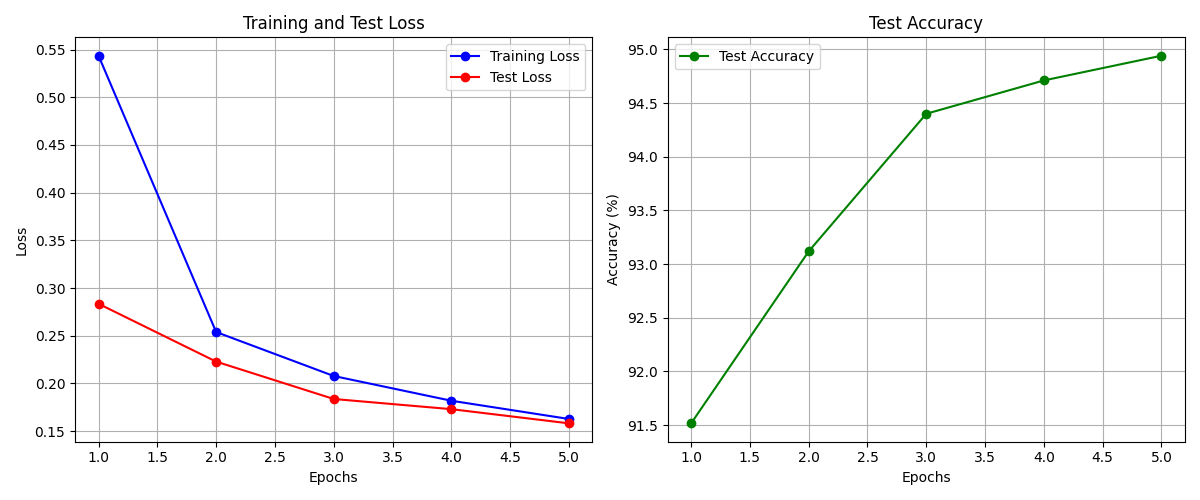 Training and Test Loss
Training Loss
Test Loss
0.55
0.50
0.45
0.40
0.35
0.30
0.25
0.20
0.15
Loss
1.0 1.5 2.0 2.5 3.0 3.5 4.0 4.5 5.0
Epochs
Test Accuracy
Test Accuracy
95.0
94.5
94.0
93.5
93.0
92.5
92.0
91.5
Accuracy (%)
1.0 1.5 2.0 2.5 3.0 3.5 4.0 4.5 5.0
Epochs